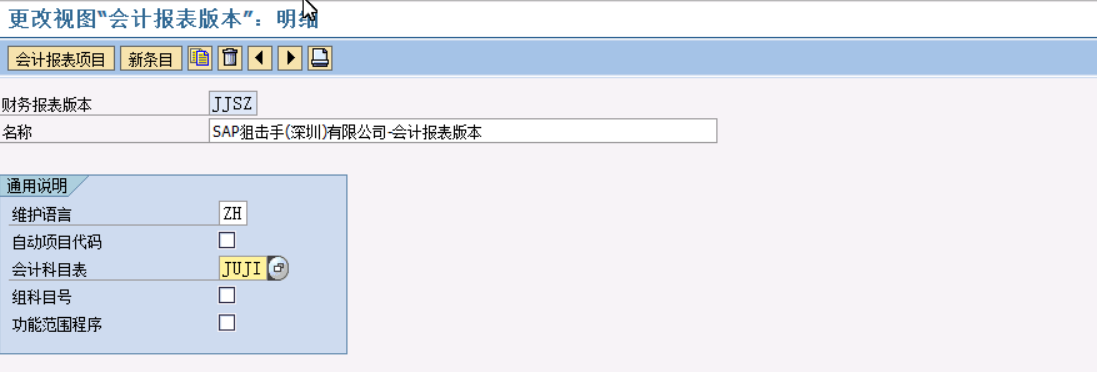 更改视图“会计报表版本”：明细
会计报表项目 新条目
财务报表版本 JJSZ
名称 SAP狙击手(深圳)有限公司-会计报表版本
通用说明
维护语言 ZH
自动项目代码
会计科目表 JUJI
组科目号
功能范围程序